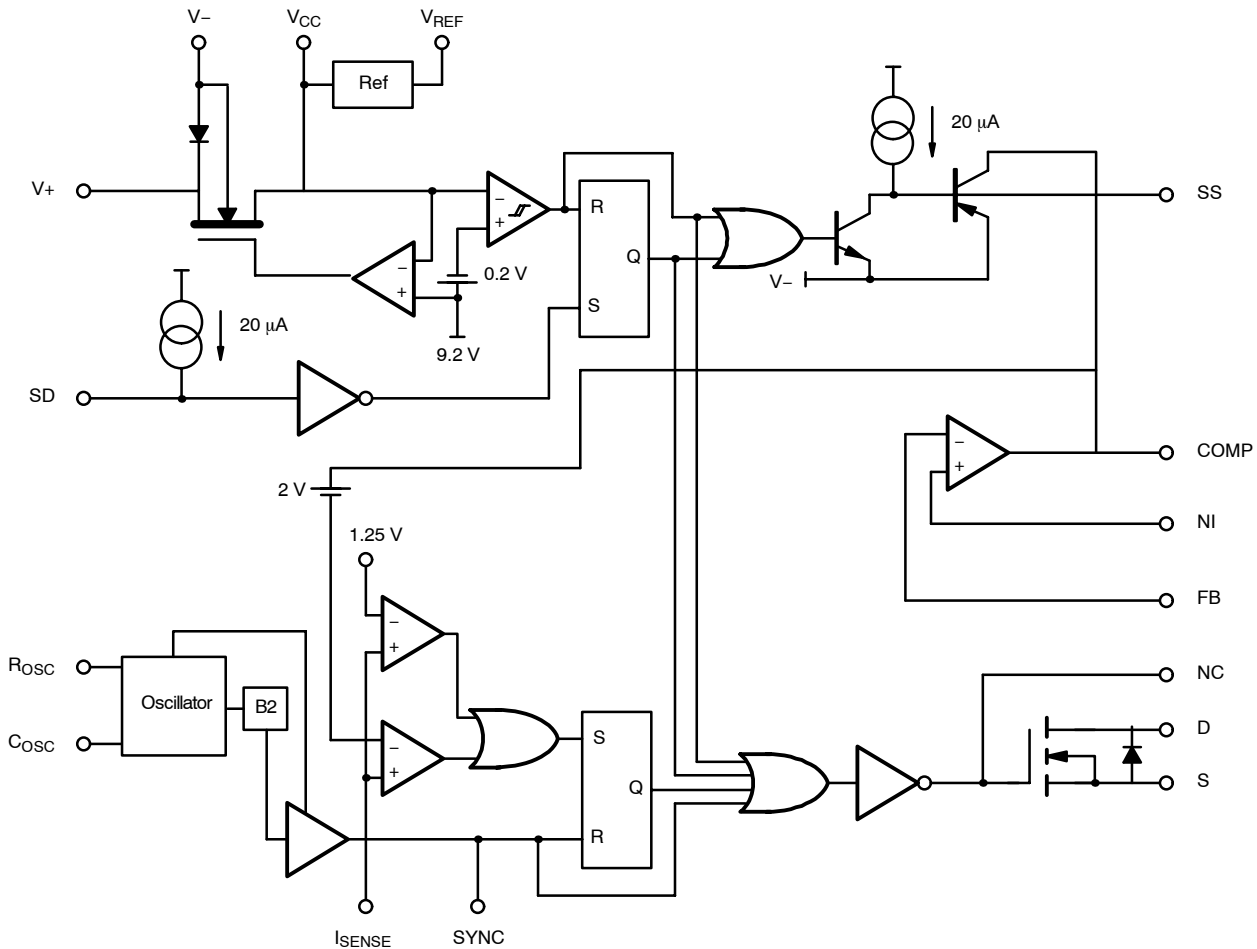 V−
VCC
VREF
Ref
20 μA
V+
−
+
R
Q
S
SS
−
+
0.2 V
V−
20 μA
9.2 V
SD
−
+
COMP
2 V
NI
1.25 V
FB
−
+
ROSC
Oscillator
B2
NC
COSC
−
+
S
Q
R
D
S
ISENSE
SYNC